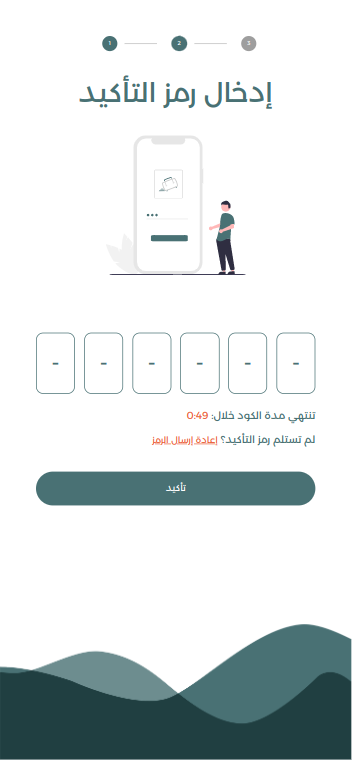 1 2 3
إدخال رمز التأكيد
- - - - - -
تنتهي مدة الكود خلال: 0:49
لم تستلم رمز التأكيد؟ إعادة إرسال الرمز
تأكيد